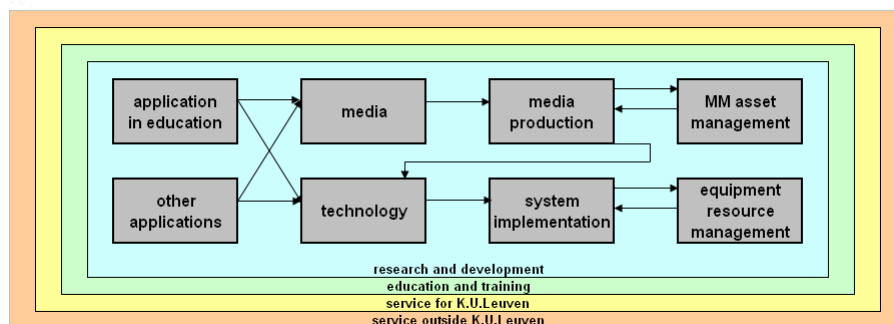 application
in education
media
media
production
MM asset
management
other
applications
technology
system
implementation
equipment
resource
management
research and development
education and training
service for K.U.Leuven
service outside K.U.Leuven